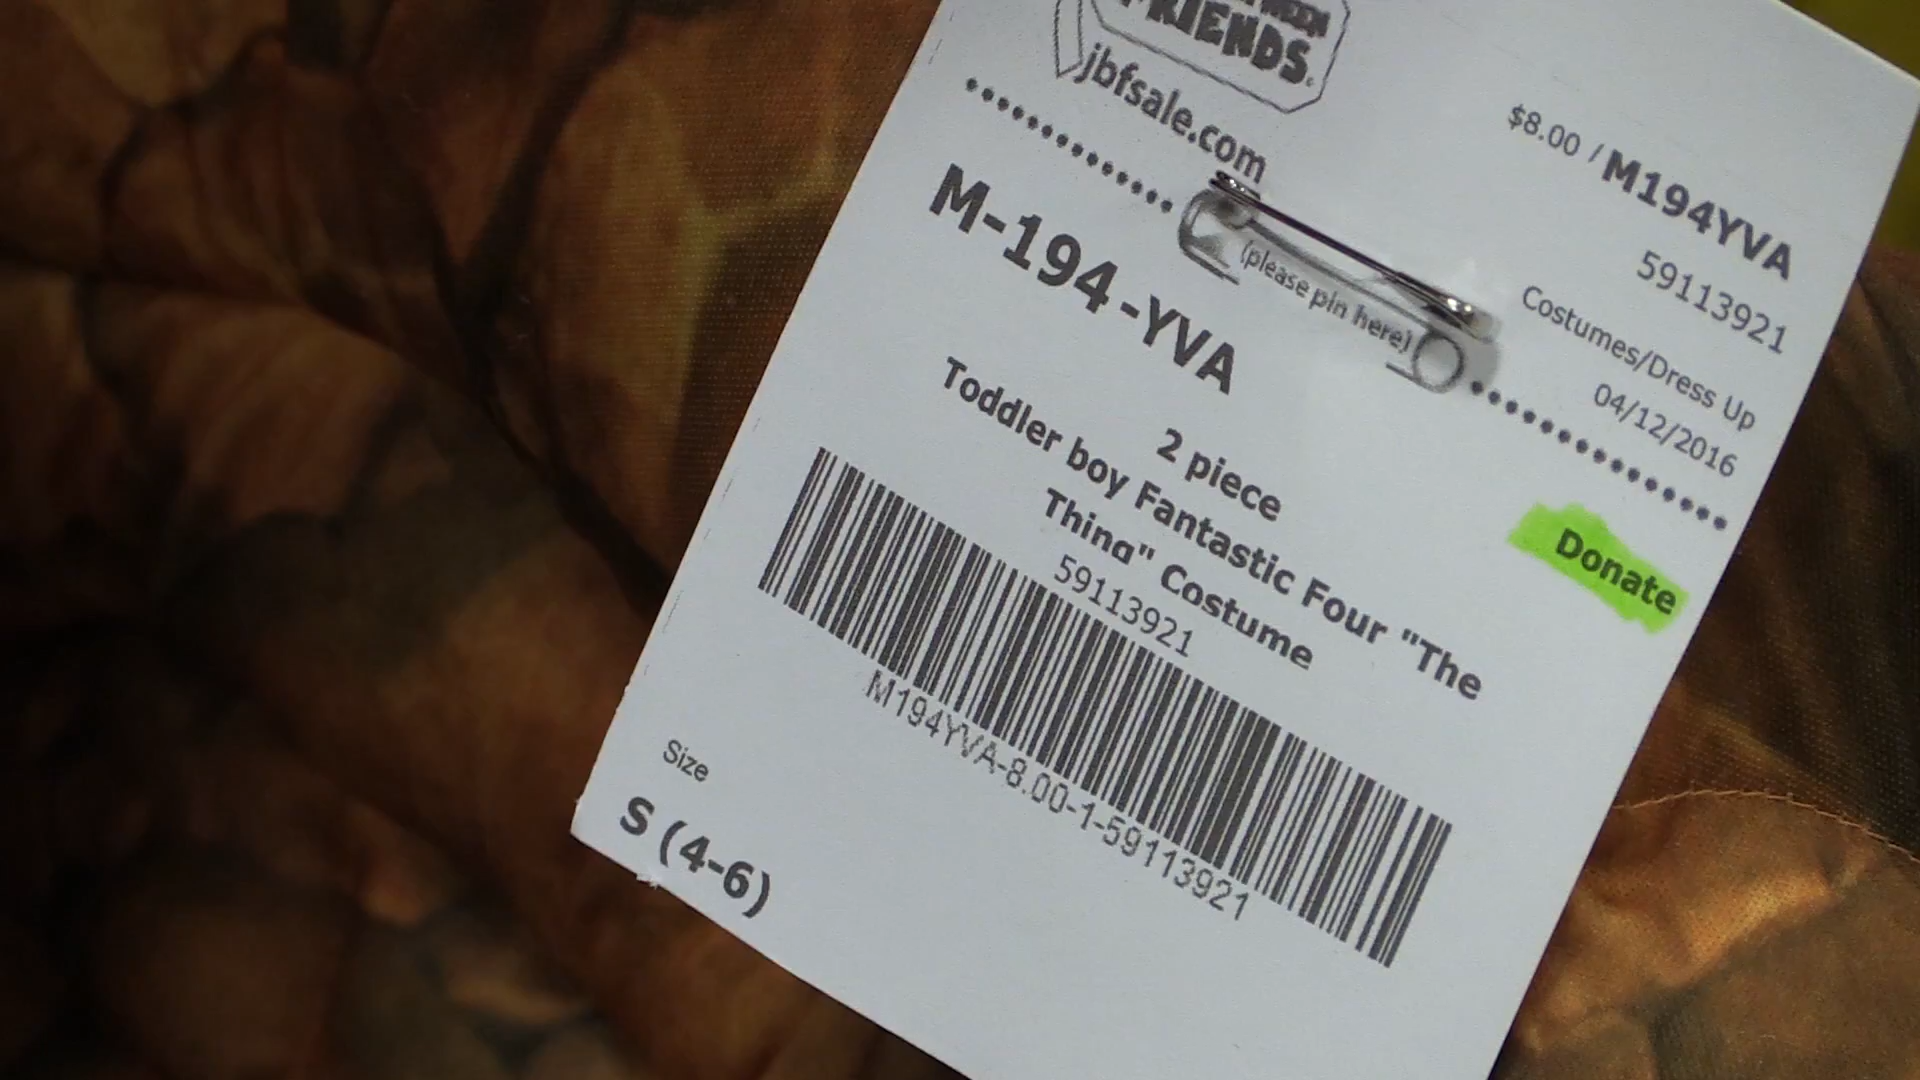 FRIENDS.
jbfsale.com
$8.00 / M194YVA
59113921
Costumes/Dress Up
04/12/2016
(please pin here)
M-194-YVA
Donate
2 piece
Toddler boy Fantastic Four "The
Thing" Costume
59113921
M194YVA-8.00-1-59113921
Size
S (4-6)